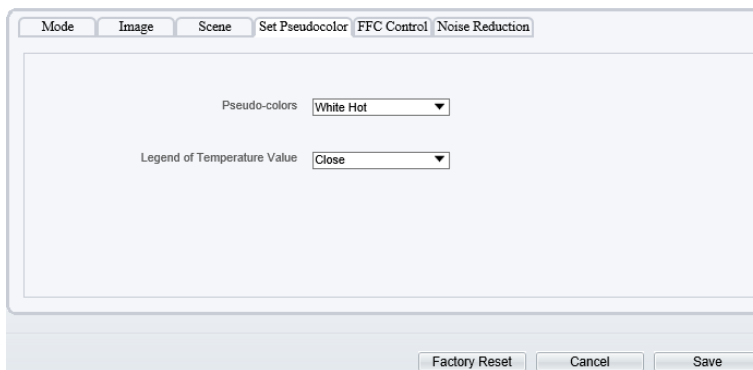 Mode Image Scene Set Pseudocolor FFC Control Noise Reduction
Pseudo-colors White Hot
Legend of Temperature Value Close
Factory Reset Cancel Save